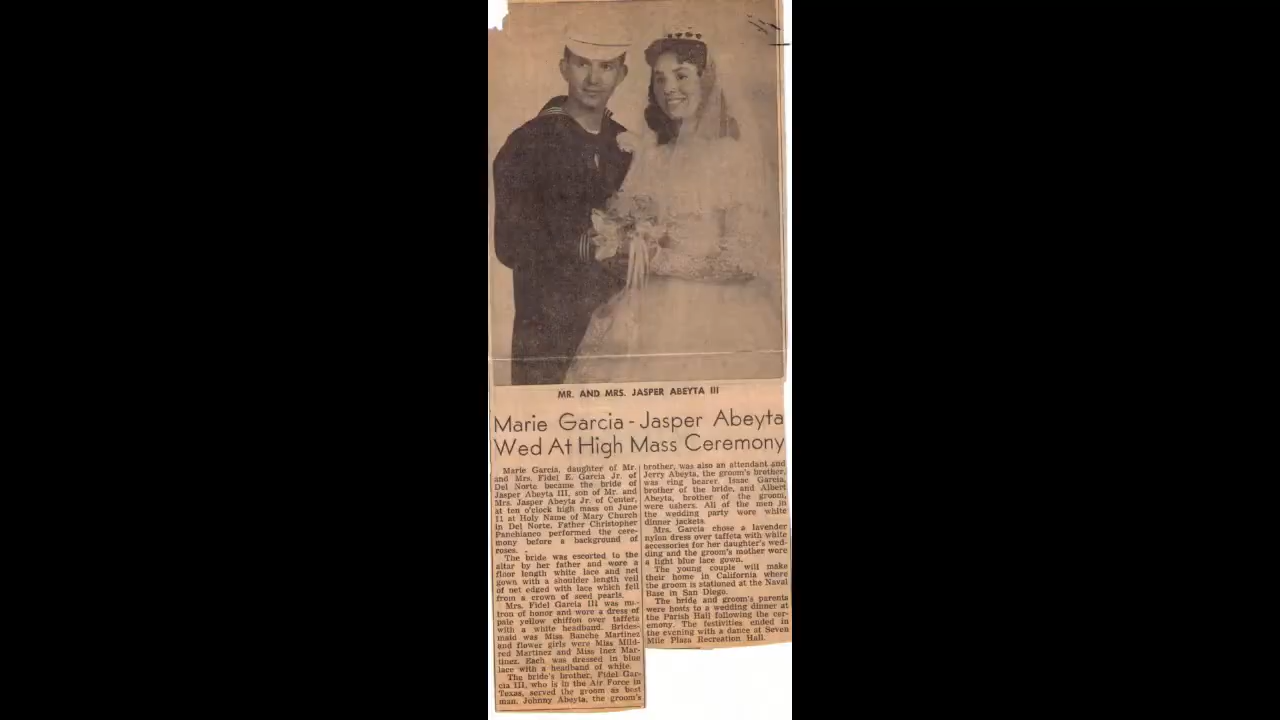 MR. AND MRS. JASPER ABEYTA III
Marie Garcia - Jasper Abeyta
Wed At High Mass Ceremony
Marie Garcia, daughter of Mr.
and Mrs. Fidel E. Garcia Jr. of
Del Norte became the bride of
Jasper Abeyta III, son of Mr. and
Mrs. Jasper Abeyta Jr. of Center,
at ten o'clock high mass on June
11 at Holy Name of Mary Church
in Del Norte. Father Christopher
Panchianco performed the cere-
mony before a background of
roses.
The bride was escorted to the
altar by her father and wore a
floor length white lace and net
gown with a shoulder length veil
of net edged with lace which fell
from a crown of seed pearls.
Mrs. Fidel Garcia III was ma-
tron of honor and wore a dress of
pale yellow chiffon over taffeta
with a white headband. Brides-
maid was Miss Banche Martinez
and flower girls were Miss Mild-
red Martinez and Miss Inez Mar-
tinez. Each was dressed in blue
lace with a headband of white.
The bride's brother, Fidel Gar-
cia III, who is in the Air Force in
Texas, served the groom as best
man. Johnny Abeyta, the groom's
brother, was also an attendant and
Jerry Abeyta, the groom's brother,
was ring bearer. Isaac Garcia,
brother of the bride, and Albert
Abeyta, brother of the groom,
were ushers. All of the men in
the wedding party wore white
dinner jackets.
Mrs. Garcia chose a lavender
nylon dress over taffeta with white
accessories for her daughter's wed-
ding and the groom's mother wore
a light blue lace gown.
The young couple will make
their home in California where
the groom is stationed at the Naval
Base in San Diego.
The bride and groom's parents
were hosts to a wedding dinner at
the Parish Hall following the cer-
emony. The festivities ended in
the evening with a dance at Seven
Mile Plaza Recreation Hall.